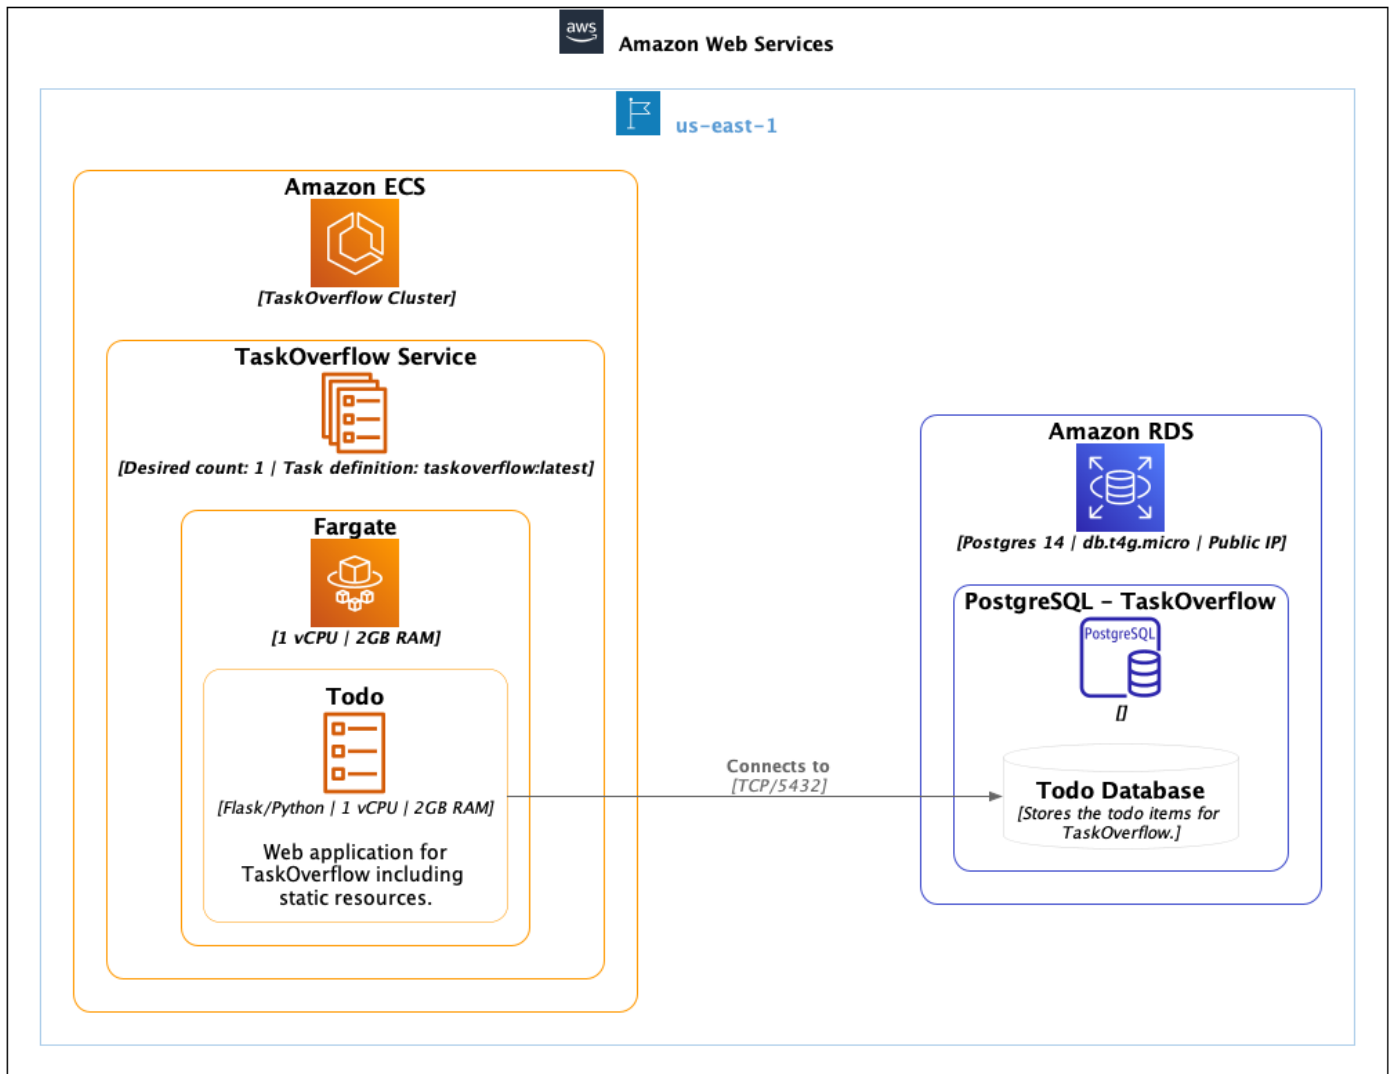 aws
Amazon Web Services
us-east-1
Amazon ECS
[TaskOverflow Cluster]
TaskOverflow Service
[Desired count: 1 | Task definition: taskoverflow:latest]
Fargate
[1 vCPU | 2GB RAM]
Todo
[Flask/Python | 1 vCPU | 2GB RAM]
Web application for
TaskOverflow including
static resources.
Connects to
[TCP/5432]
Amazon RDS
[Postgres 14 | db.t4g.micro | Public IP]
PostgreSQL - TaskOverflow
PostgreSQL
[]
Todo Database
[Stores the todo items for
TaskOverflow.]